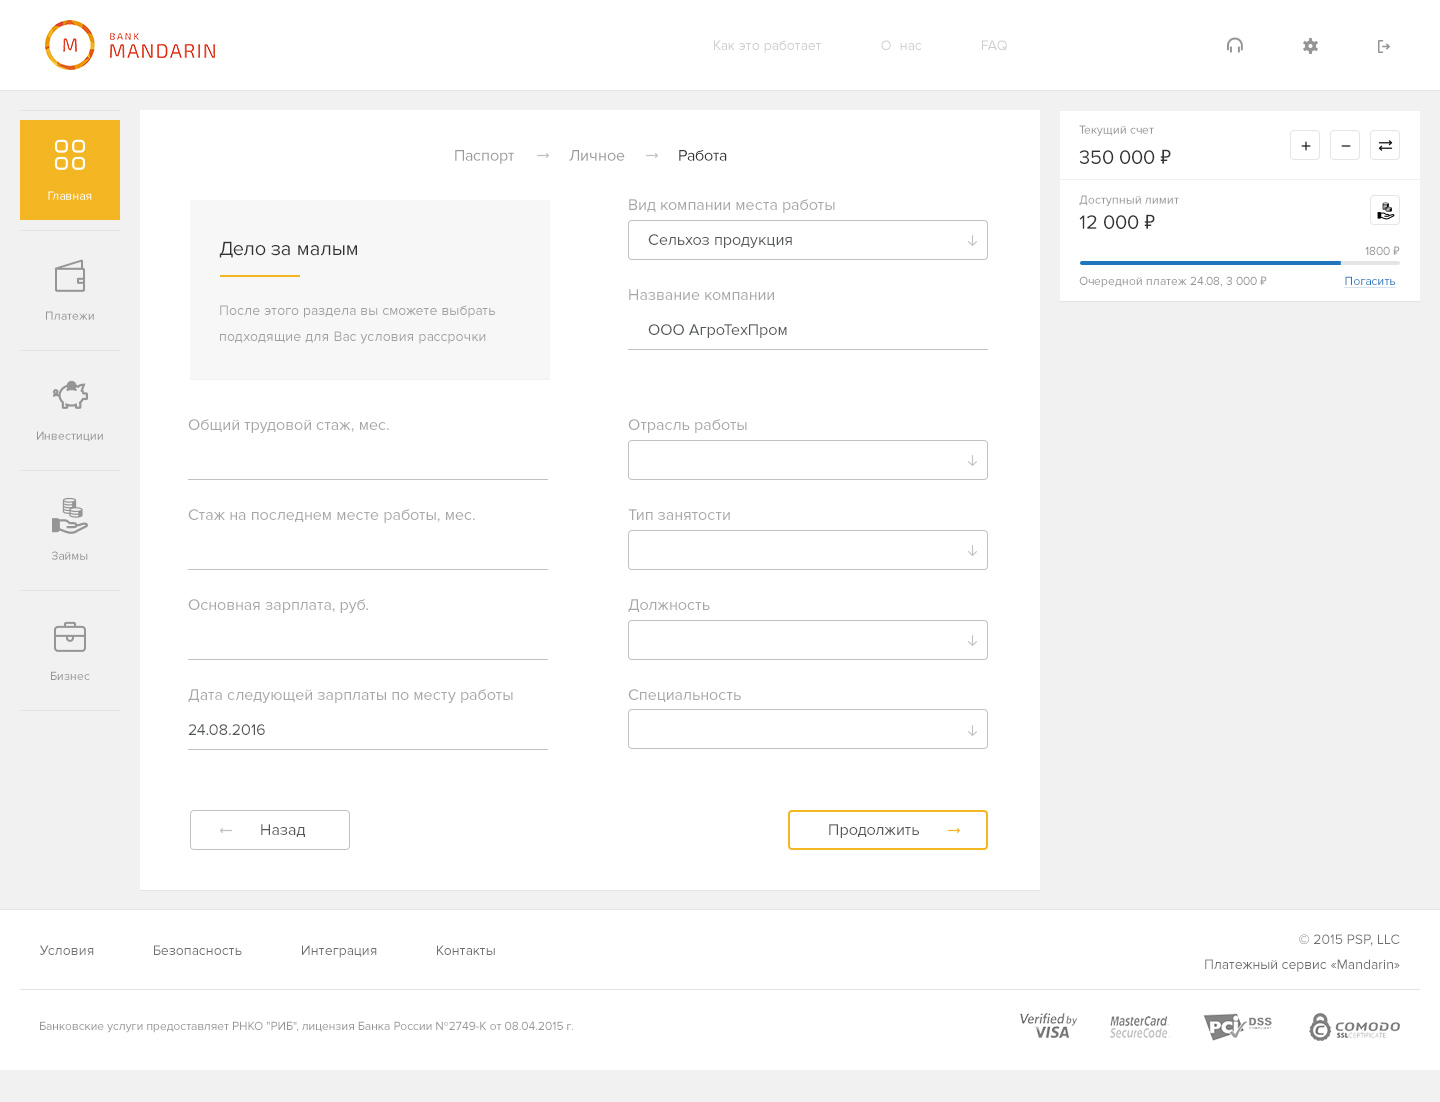 M
BANK
MANDARIN
Как это работает
О нас
FAQ
Главная
Платежи
Инвестиции
Займы
Бизнес
Паспорт → Личное → Работа
Дело за малым
После этого раздела вы сможете выбрать
подходящие для Вас условия рассрочки
Вид компании места работы
Сельхоз продукция
Название компании
ООО АгроТехПром
Общий трудовой стаж, мес.
Отрасль работы
Стаж на последнем месте работы, мес.
Тип занятости
Основная зарплата, руб.
Должность
Дата следующей зарплаты по месту работы
24.08.2016
Специальность
← Назад
Продолжить →
Текущий счет
350 000 ₽
Доступный лимит
12 000 ₽
1800 ₽
Очередной платеж 24.08, 3 000 ₽
Погасить
Условия
Безопасность
Интеграция
Контакты
© 2015 PSP, LLC
Платежный сервис «Mandarin»
Банковские услуги предоставляет РНКО "РИБ", лицензия Банка России №2749-К от 08.04.2015 г.
Verified by
VISA
MasterCard
SecureCode
PCI DSS
COMPLIANT
COMODO
SSL CERTIFICATE